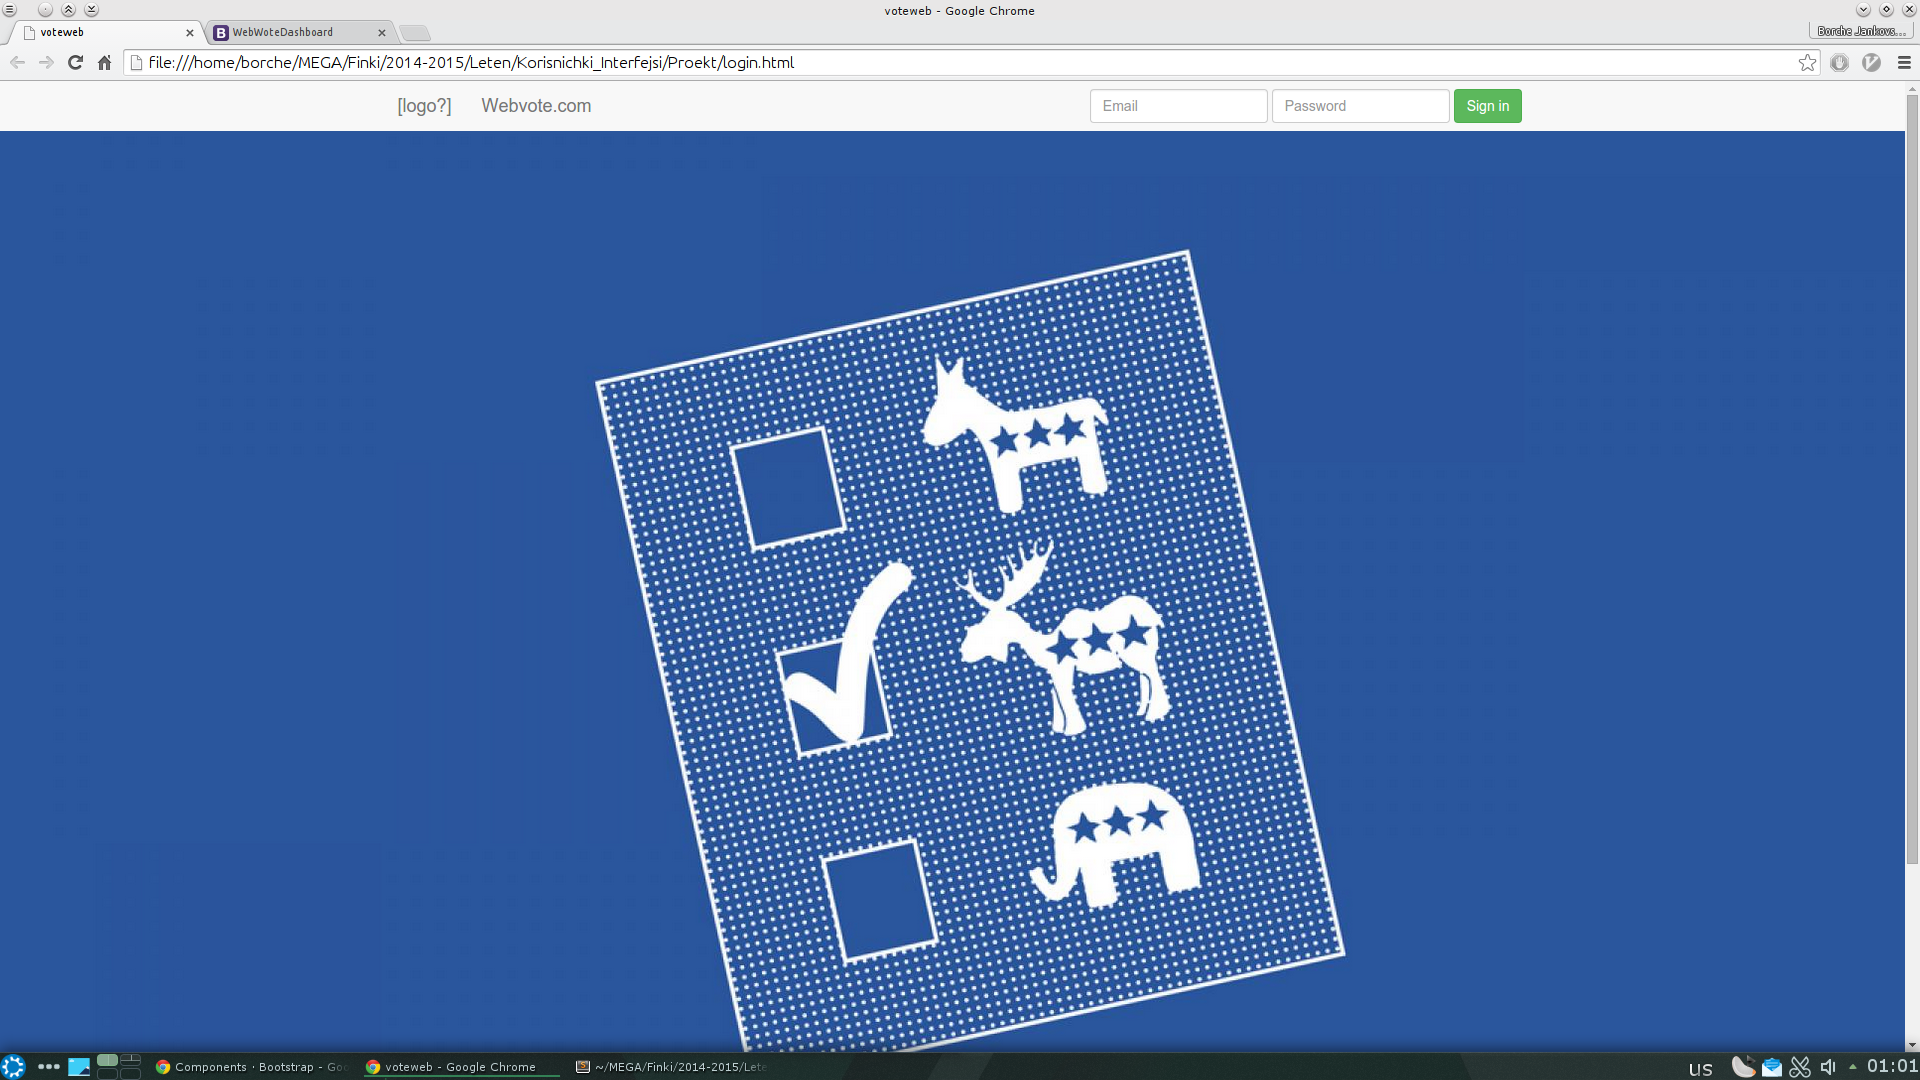 voteweb - Google Chrome
voteweb
WebWoteDashboard
Borche Jankovs...
file:///home/borche/MEGA/Finki/2014-2015/Leten/Korisnichki_Interfejsi/Proekt/login.html
[logo?] Webvote.com Email Password Sign in
Components · Bootstrap - Goo
voteweb - Google Chrome
~/MEGA/Finki/2014-2015/Lete
us
01:01